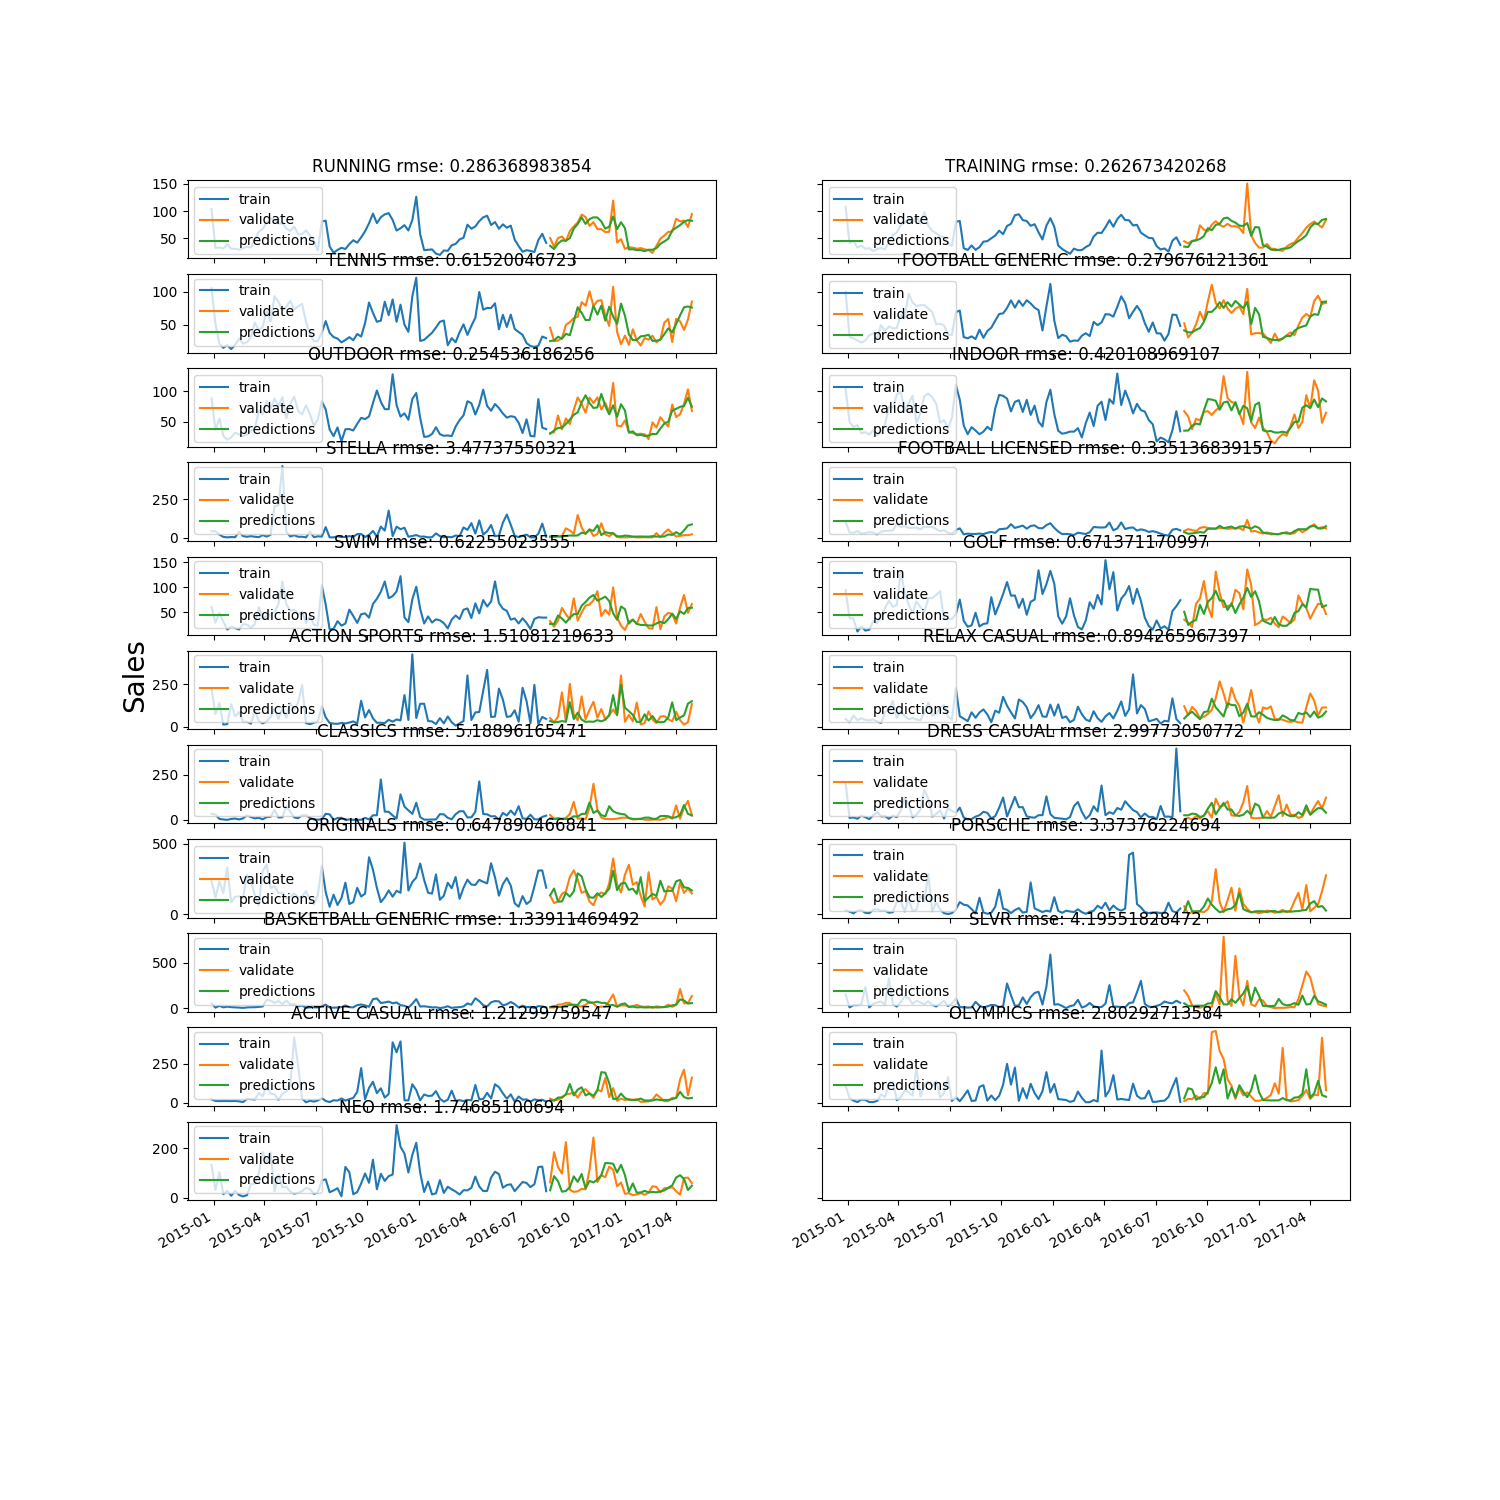 RUNNING rmse: 0.286368983854
150
100
50
train
validate
predictions
TRAINING rmse: 0.262673420268
train
validate
predictions
TENNIS rmse: 0.61520046723
100
50
train
validate
predictions
FOOTBALL GENERIC rmse: 0.279676121361
train
validate
predictions
OUTDOOR rmse: 0.254536186256
100
50
train
validate
predictions
INDOOR rmse: 0.420108969107
train
validate
predictions
STELLA rmse: 3.47737550321
250
0
train
validate
predictions
FOOTBALL LICENSED rmse: 0.335136839157
train
validate
predictions
SWIM rmse: 0.62255023555
150
100
50
train
validate
predictions
GOLF rmse: 0.671371170997
train
validate
predictions
Sales
ACTION SPORTS rmse: 1.51081219633
250
0
train
validate
predictions
RELAX CASUAL rmse: 0.894265967397
train
validate
predictions
CLASSICS rmse: 5.18896165471
250
0
train
validate
predictions
DRESS CASUAL rmse: 2.99773050772
train
validate
predictions
ORIGINALS rmse: 0.647890466841
500
0
train
validate
predictions
PORSCHE rmse: 3.37376224694
train
validate
predictions
BASKETBALL GENERIC rmse: 1.33911469492
500
0
train
validate
predictions
SLVR rmse: 4.19551828472
train
validate
predictions
ACTIVE CASUAL rmse: 1.21299759547
250
0
train
validate
predictions
OLYMPICS rmse: 2.80292713584
train
validate
predictions
NEO rmse: 1.74685100694
200
0
train
validate
predictions
2015-01
2015-04
2015-07
2015-10
2016-01
2016-04
2016-07
2016-10
2017-01
2017-04
2015-01
2015-04
2015-07
2015-10
2016-01
2016-04
2016-07
2016-10
2017-01
2017-04